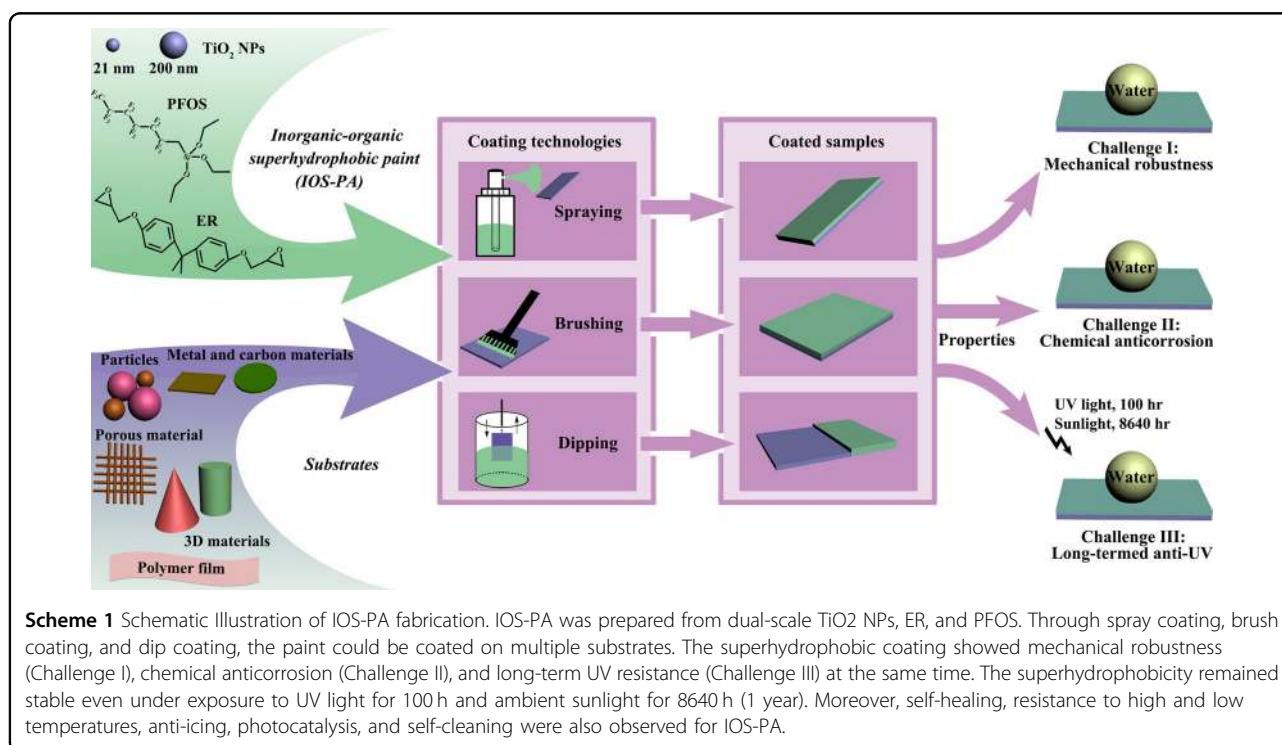 TiO2 NPs
21 nm
200 nm
PFOS
Inorganic-organic
superhydrophobic paint
(IOS-PA)
ER
Particles
Metal and carbon materials
Porous material
Substrates
3D materials
Polymer film
Coating technologies
Spraying
Brushing
Dipping
Coated samples
Properties
Water
Challenge I:
Mechanical robustness
Water
Challenge II:
Chemical anticorrosion
UV light, 100 hr
Sunlight, 8640 hr
Water
Challenge III:
Long-termed anti-UV
Scheme 1 Schematic Illustration of IOS-PA fabrication. IOS-PA was prepared from dual-scale TiO2 NPs, ER, and PFOS. Through spray coating, brush
coating, and dip coating, the paint could be coated on multiple substrates. The superhydrophobic coating showed mechanical robustness
(Challenge I), chemical anticorrosion (Challenge II), and long-term UV resistance (Challenge III) at the same time. The superhydrophobicity remained
stable even under exposure to UV light for 100 h and ambient sunlight for 8640 h (1 year). Moreover, self-healing, resistance to high and low
temperatures, anti-icing, photocatalysis, and self-cleaning were also observed for IOS-PA.